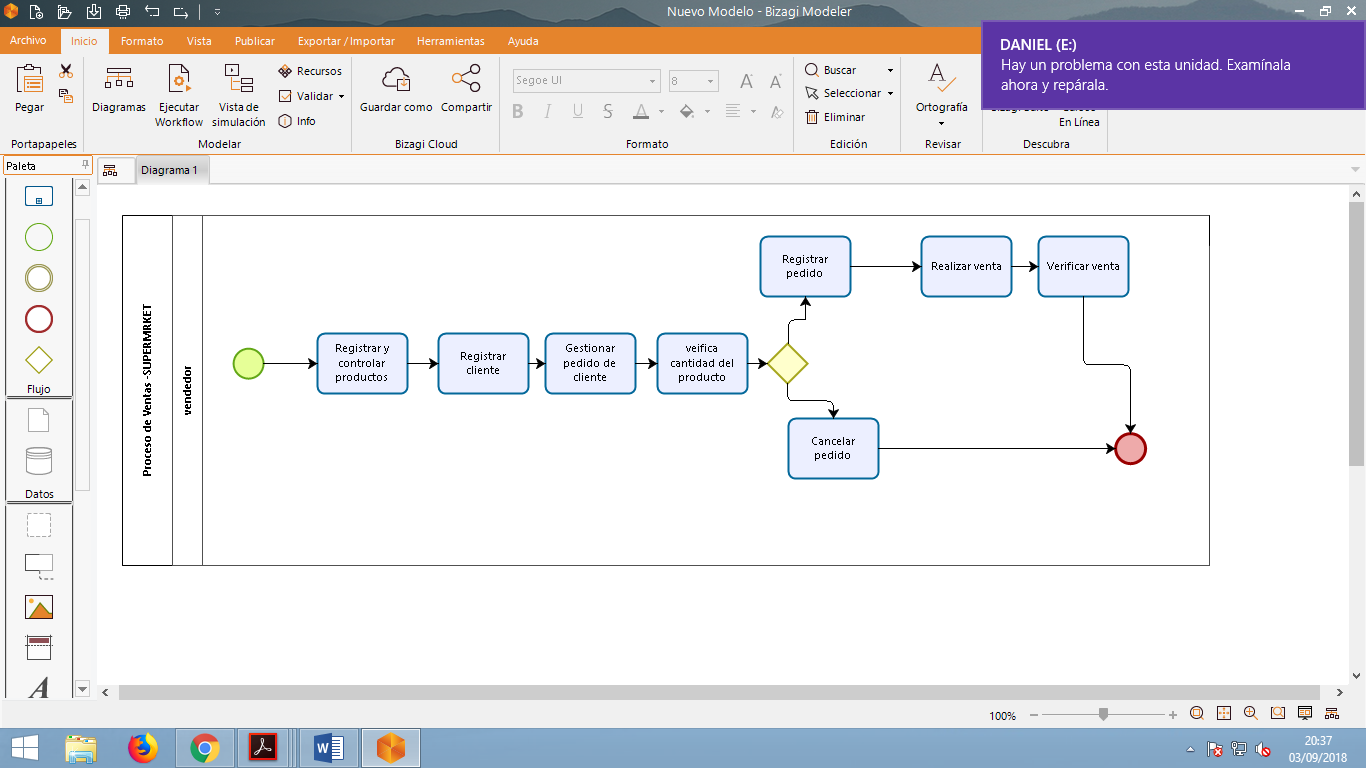 Nuevo Modelo - Bizagi Modeler
Archivo
Inicio
Formato
Vista
Publicar
Exportar / Importar
Herramientas
Ayuda
DANIEL (E:)
Hay un problema con esta unidad. Examínala
ahora y repárala.
Pegar
Portapapeles
Diagramas
Ejecutar
Workflow
Vista de
simulación
Recursos
Validar
Info
Modelar
Guardar como
Compartir
Bizagi Cloud
Segoe UI
8
B I U S A
Formato
Buscar
Seleccionar
Eliminar
Edición
Ortografía
Revisar
En Línea
Descubra
Paleta
Diagrama 1
Flujo
Datos
Proceso de Ventas -SUPERMRKET
vendedor
Registrar y
controlar
productos
Registrar
cliente
Gestionar
pedido de
cliente
veifica
cantidad del
producto
Registrar
pedido
Realizar venta
Verificar venta
Cancelar
pedido
100%
20:37
03/09/2018